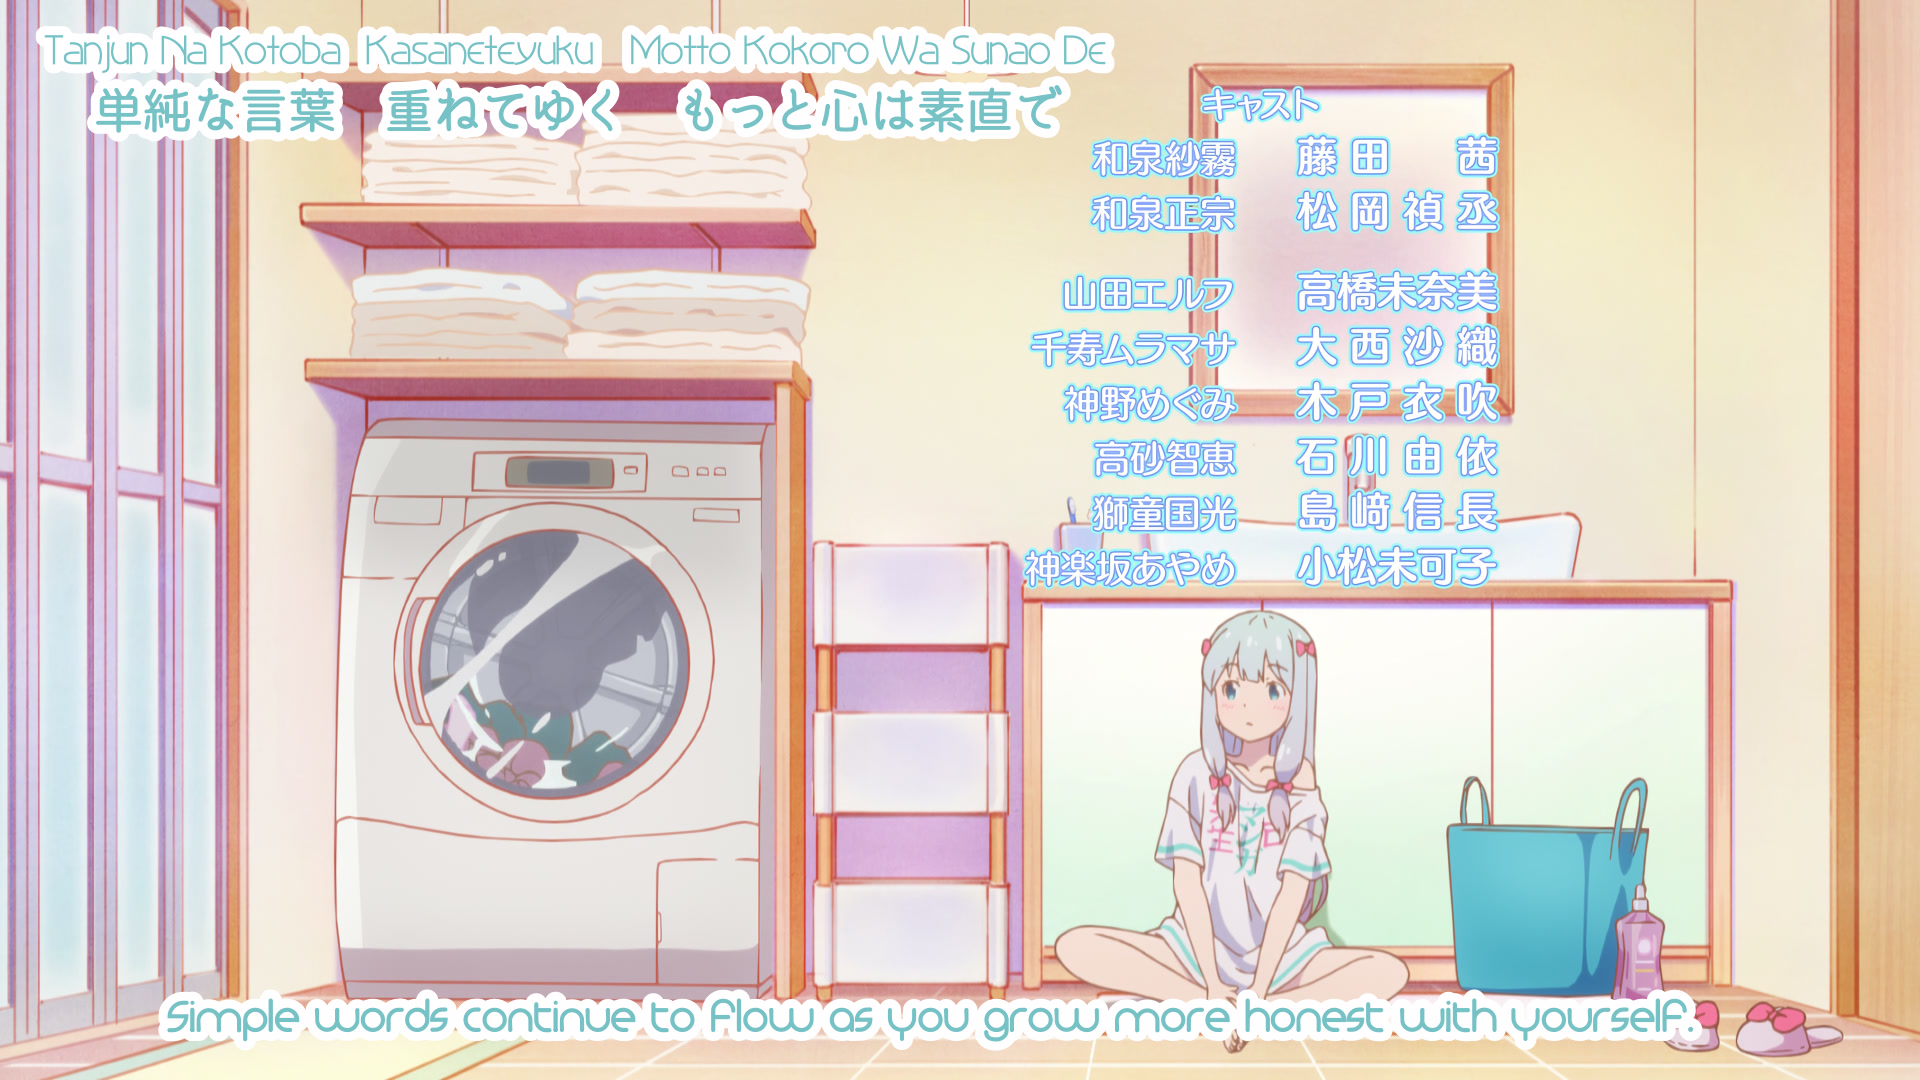 Tanjun Na Kotoba Kasaneteyuku Motto Kokoro Wa Sunao De
単純な言葉 重ねてゆく もっと心は素直で
キャスト
和泉紗霧 藤田 茜
和泉正宗 松岡禎丞
山田エルフ 高橋未奈美
千寿ムラマサ 大西沙織
神野めぐみ 木戸衣吹
高砂智恵 石川由依
獅童国光 島﨑信長
神楽坂あやめ 小松未可子
Simple words continue to flow as you grow more honest with yourself.